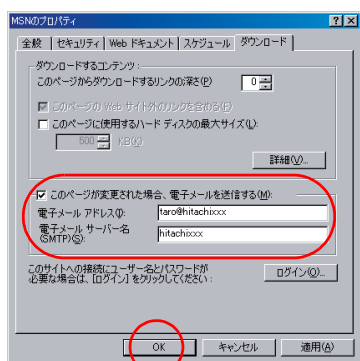 MSNのプロパティ
全般 セキュリティ Web ドキュメント スケジュール ダウンロード
ダウンロードするコンテンツ:
このページからダウンロードするリンクの深さ(P) 0
このページの Web サイト外のリンクを含める(F)
このページに使用するハード ディスクの最大サイズ(L):
500 KB(K)
詳細(V)...
このページが変更された場合、電子メールを送信する(M):
電子メール アドレス(I): taro@hitachixxx
電子メール サーバー名 (SMTP)(S): hitachixxx
このサイトへの接続にユーザー名とパスワードが
必要な場合は、[ログイン] をクリックしてください: ログイン(O)...
OK キャンセル 適用(A)